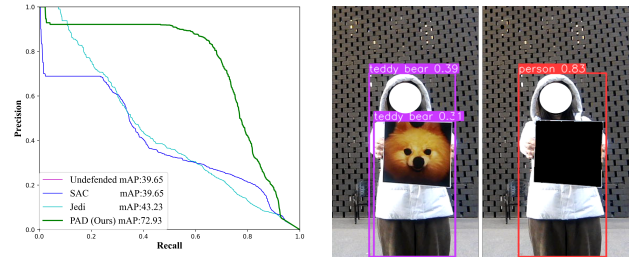 1.0
0.8
0.6
0.4
0.2
0.0
Precision
Undefended mAP:39.65
SAC mAP:39.65
Jedi mAP:43.23
PAD (Ours) mAP:72.93
0.0 0.2 0.4 0.6 0.8 1.0
Recall
teddy bear 0.39
teddy bear 0.31
person 0.83